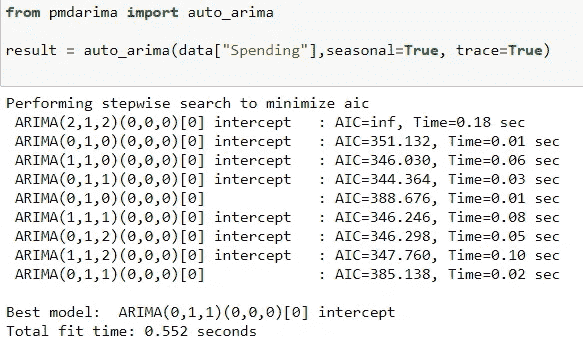 from pmdarima import auto_arima
result = auto_arima(data["Spending"],seasonal=True, trace=True)
Performing stepwise search to minimize aic
ARIMA(2,1,2)(0,0,0)[0] intercept   : AIC=inf, Time=0.18 sec
ARIMA(0,1,0)(0,0,0)[0] intercept   : AIC=351.132, Time=0.01 sec
ARIMA(1,1,0)(0,0,0)[0] intercept   : AIC=346.030, Time=0.06 sec
ARIMA(0,1,1)(0,0,0)[0] intercept   : AIC=344.364, Time=0.03 sec
ARIMA(0,1,0)(0,0,0)[0]             : AIC=388.676, Time=0.01 sec
ARIMA(1,1,1)(0,0,0)[0] intercept   : AIC=346.246, Time=0.08 sec
ARIMA(0,1,2)(0,0,0)[0] intercept   : AIC=346.298, Time=0.05 sec
ARIMA(1,1,2)(0,0,0)[0] intercept   : AIC=347.760, Time=0.10 sec
ARIMA(0,1,1)(0,0,0)[0]             : AIC=385.138, Time=0.02 sec
Best model:  ARIMA(0,1,1)(0,0,0)[0] intercept
Total fit time: 0.552 seconds